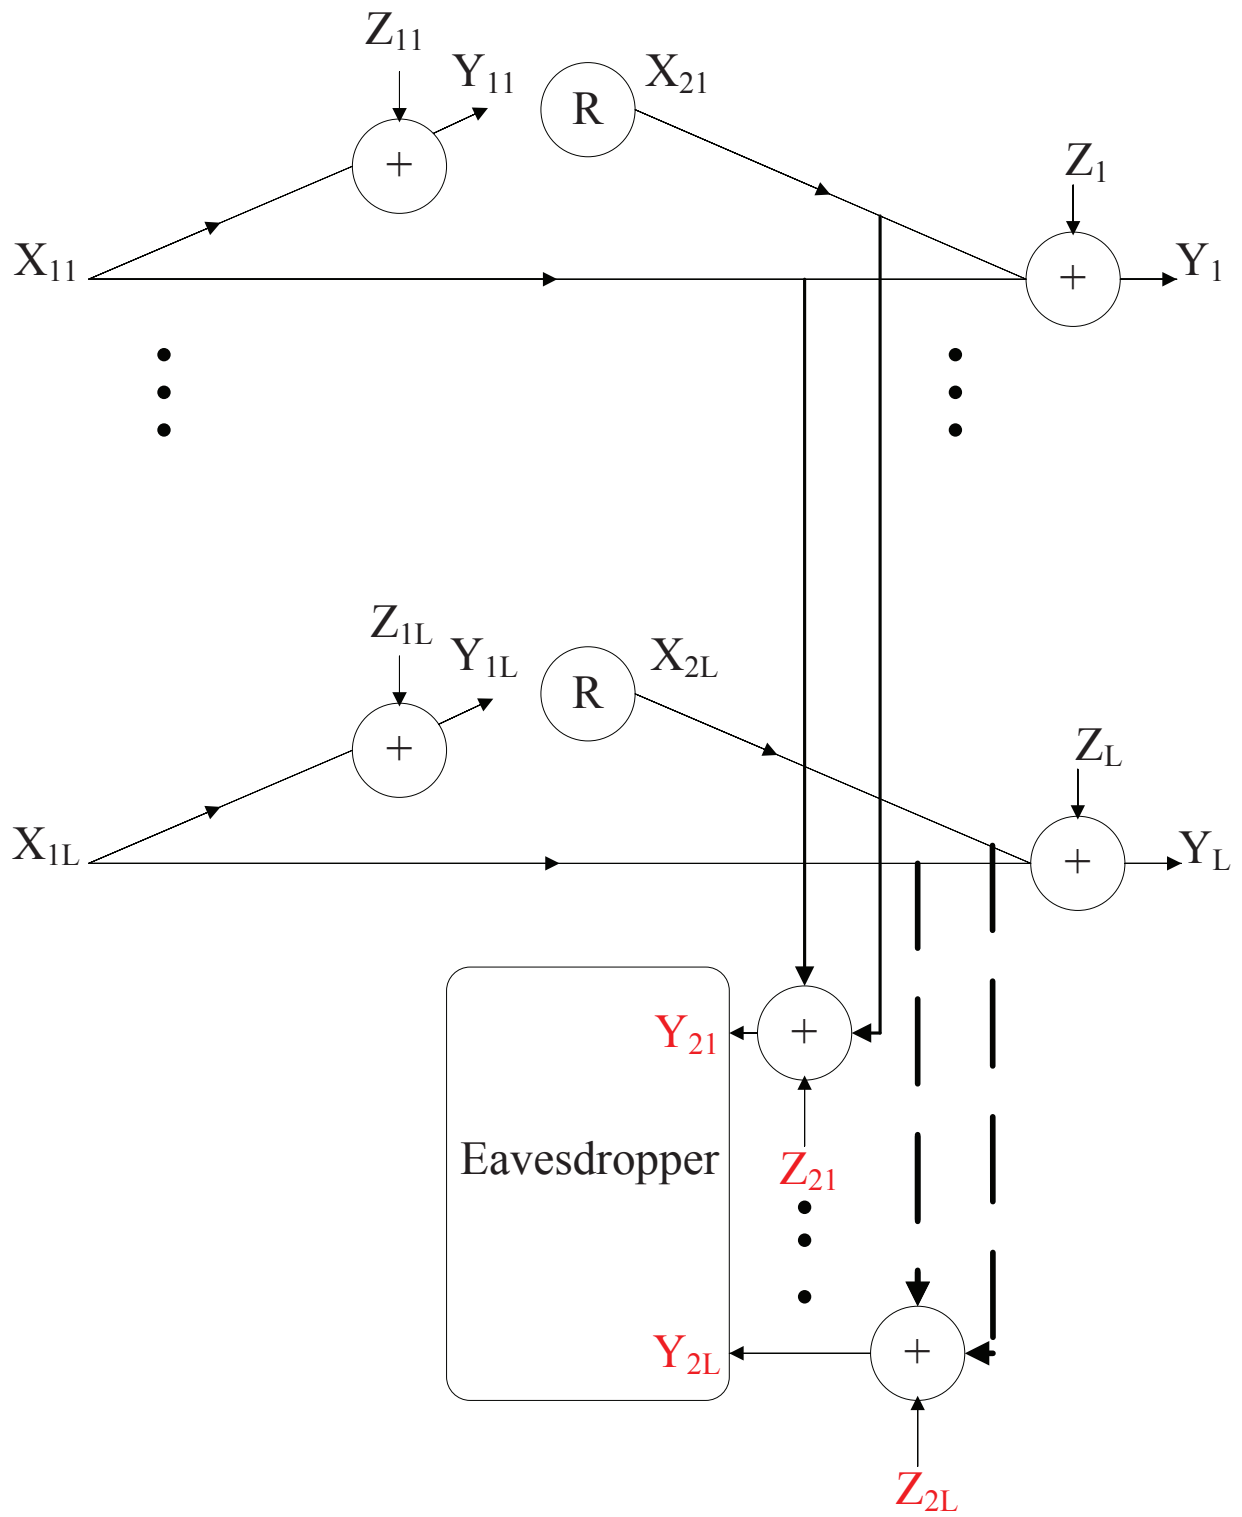 Z11
Y11
R
X21
Z1
+
X11
+
Y1
Z1L
Y1L
R
X2L
ZL
+
X1L
+
YL
Y21
+
Eavesdropper
Z21
Y2L
+
Z2L